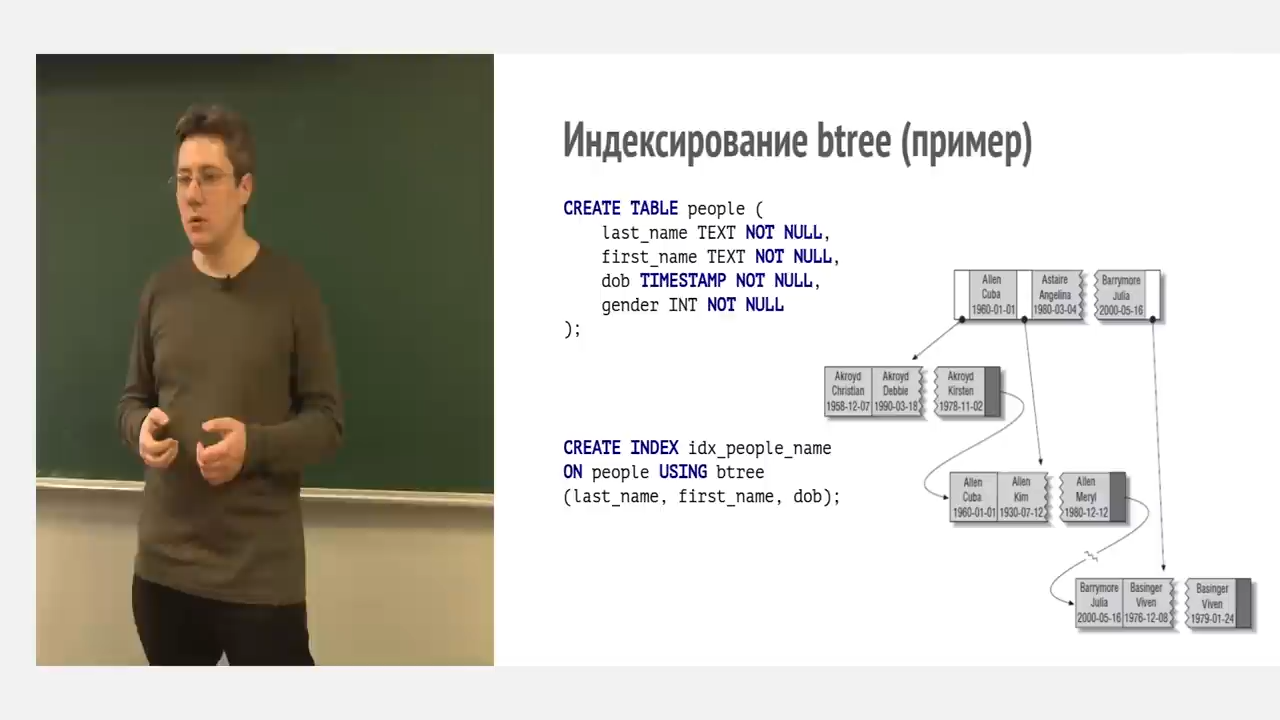 Индексирование btree (пример)
CREATE TABLE people (
last_name TEXT NOT NULL,
first_name TEXT NOT NULL,
dob TIMESTAMP NOT NULL,
gender INT NOT NULL
);
CREATE INDEX idx_people_name
ON people USING btree
(last_name, first_name, dob);
Allen
Cuba
1960-01-01
Astaire
Angelina
1980-03-04
Barrymore
Julia
2000-05-16
Akroyd
Christian
1958-12-07
Akroyd
Debbie
1990-03-18
Akroyd
Kirsten
1978-11-02
Allen
Cuba
1960-01-01
Allen
Kim
1930-07-12
Allen
Meryl
1980-12-12
Barrymore
Julia
2000-05-16
Basinger
Viven
1976-12-08
Basinger
Viven
1979-01-24